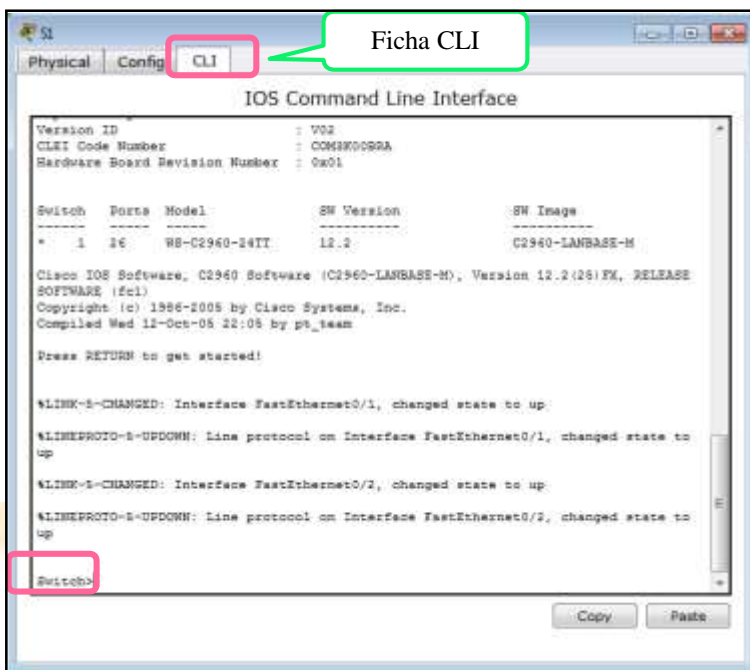 S1
Ficha CLI
Physical Config CLI
IOS Command Line Interface
Version ID : V02
CLEI Code Number : COM3K00BRA
Hardware Board Revision Number : 0x01
Switch Ports Model SW Version SW Image
------ ----- ----- ---------- ----------
* 1 26 WS-C2960-24TT 12.2 C2960-LANBASE-M
Cisco IOS Software, C2960 Software (C2960-LANBASE-M), Version 12.2(25)FX, RELEASE
SOFTWARE (fc1)
Copyright (c) 1986-2005 by Cisco Systems, Inc.
Compiled Wed 12-Oct-05 22:05 by pt_team
Press RETURN to get started!
%LINK-5-CHANGED: Interface FastEthernet0/1, changed state to up
%LINEPROTO-5-UPDOWN: Line protocol on Interface FastEthernet0/1, changed state to
up
%LINK-5-CHANGED: Interface FastEthernet0/2, changed state to up
%LINEPROTO-5-UPDOWN: Line protocol on Interface FastEthernet0/2, changed state to
up
Switch>
Copy Paste